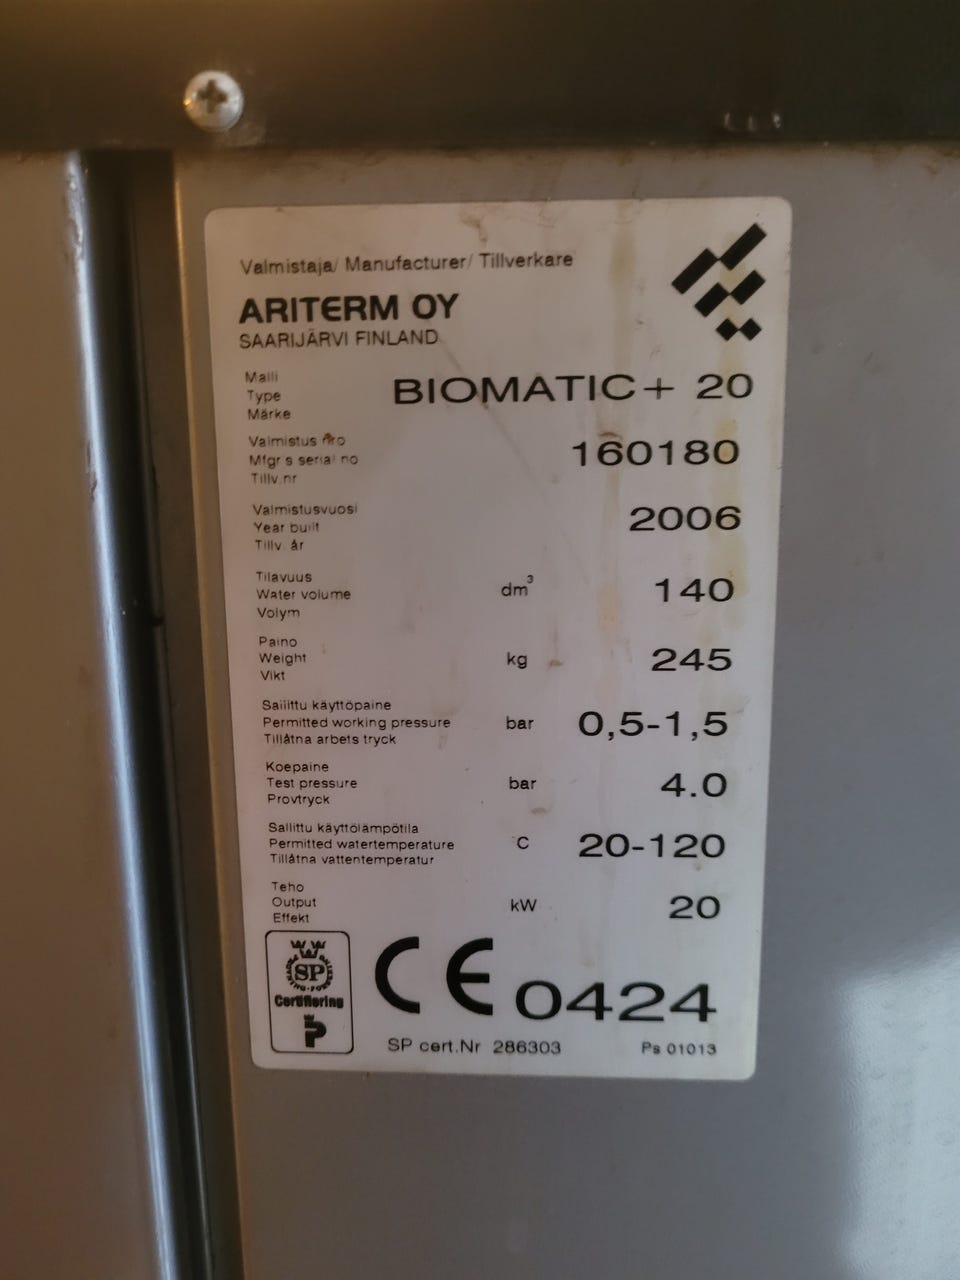 Valmistaja/ Manufacturer/ Tillverkare
ARITERM OY
SAARIJÄRVI FINLAND
Malli
Type
Märke
BIOMATIC+ 20
Valmistus nro
Mfgr's serial no
Tillv.nr
160180
Valmistusvuosi
Year built
Tillv. år
2006
Tilavuus
Water volume
Volym
dm³
140
Paino
Weight
Vikt
kg
245
Sallittu käyttöpaine
Permitted working pressure
Tillåtna arbets tryck
bar
0,5-1,5
Koepaine
Test pressure
Provtryck
bar
4.0
Sallittu käyttölämpötila
Permitted watertemperature
Tillåtna vattentemperatur
°C
20-120
Teho
Output
Effekt
kW
20
SP
Certifiering
P
CE 0424
SP cert.Nr 286303
Ps 01013